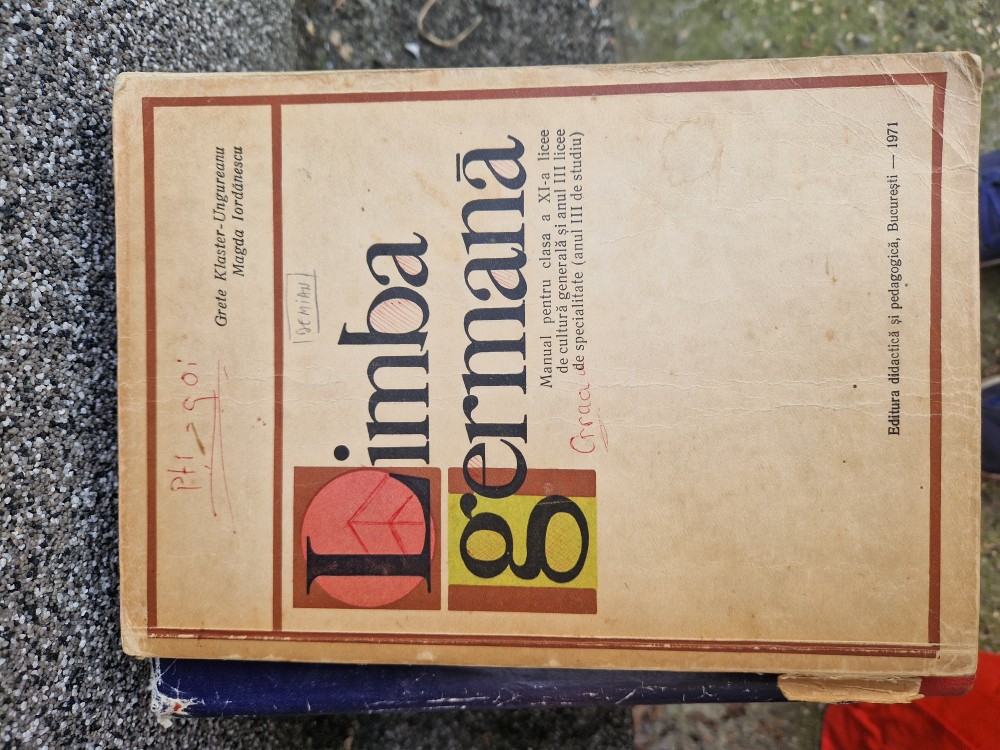 Grete Klaster-Ungureanu
Magda Iordănescu
DEMIAN
Limba
germană
Manual pentru clasa a XI-a licee
de cultură generală și anul III licee
de specialitate (anul III de studiu)
Editura didactică și pedagogică, București — 1971